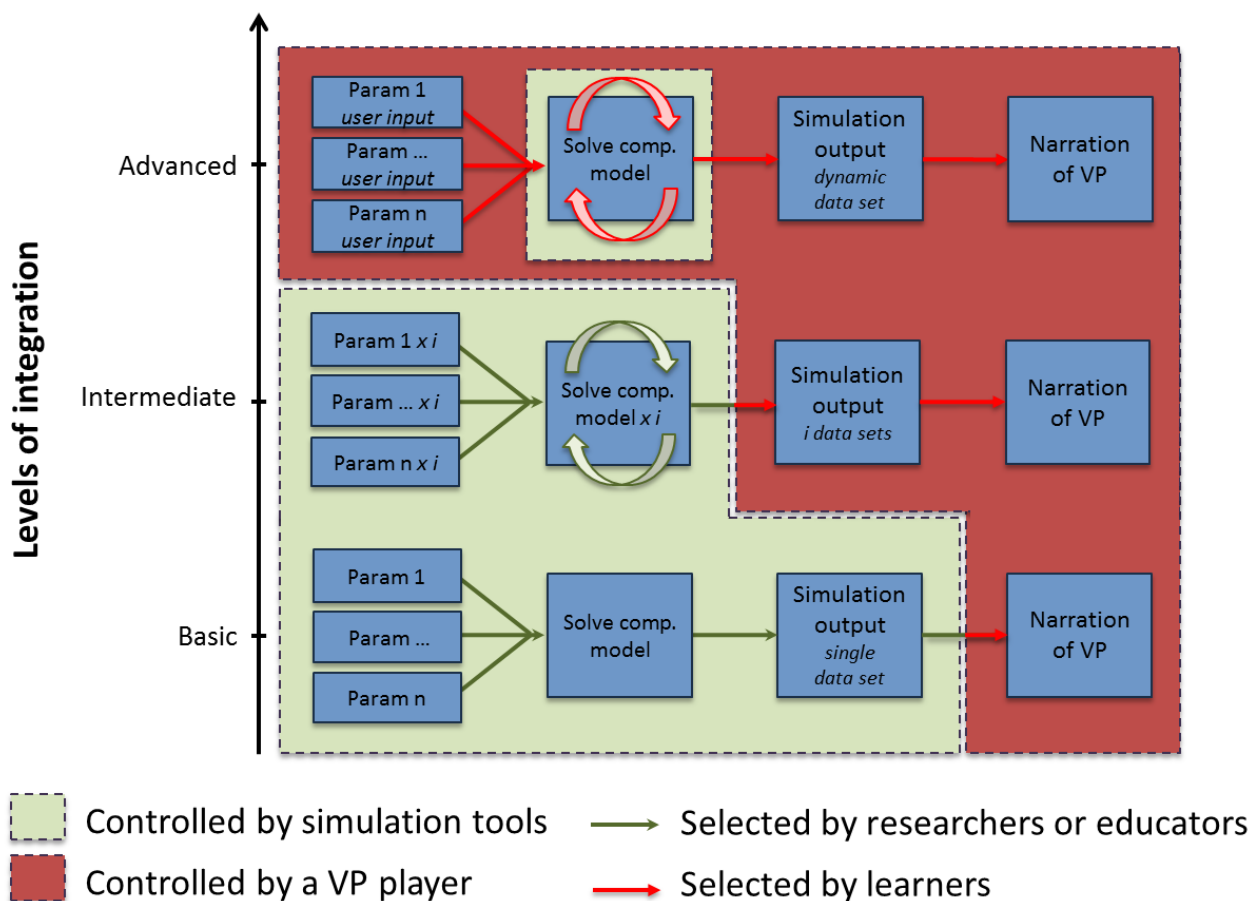 Levels of integration
Advanced
Param 1
user input
Param ...
user input
Param n
user input
Solve comp.
model
Simulation
output
dynamic
data set
Narration
of VP
Intermediate
Param 1 x i
Param ... x i
Param n x i
Solve comp.
model x i
Simulation
output
i data sets
Narration
of VP
Basic
Param 1
Param ...
Param n
Solve comp.
model
Simulation
output
single
data set
Narration
of VP
Controlled by simulation tools
Selected by researchers or educators
Controlled by a VP player
Selected by learners